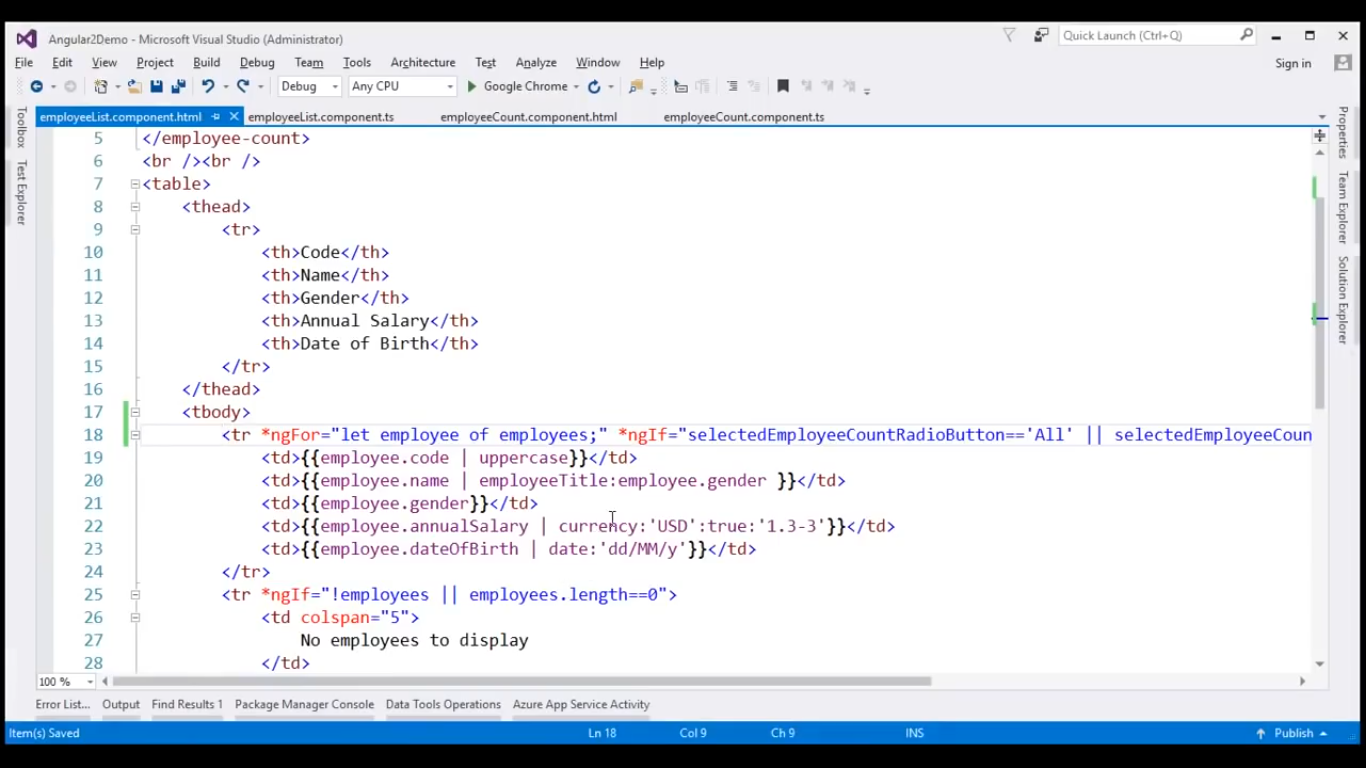 Angular2Demo - Microsoft Visual Studio (Administrator)
Quick Launch (Ctrl+Q)
File Edit View Project Build Debug Team Tools Architecture Test Analyze Window Help
Sign in
Debug Any CPU Google Chrome
employeeList.component.html employeeList.component.ts employeeCount.component.html employeeCount.component.ts
Toolbox
Test Explorer
Properties
Team Explorer
Solution Explorer
5 </employee-count>
6 <br /><br />
7 <table>
8 <thead>
9 <tr>
10 <th>Code</th>
11 <th>Name</th>
12 <th>Gender</th>
13 <th>Annual Salary</th>
14 <th>Date of Birth</th>
15 </tr>
16 </thead>
17 <tbody>
18 <tr *ngFor="let employee of employees;" *ngIf="selectedEmployeeCountRadioButton=='All' || selectedEmployeeCoun
19 <td>{{employee.code | uppercase}}</td>
20 <td>{{employee.name | employeeTitle:employee.gender }}</td>
21 <td>{{employee.gender}}</td>
22 <td>{{employee.annualSalary | currency:'USD':true:'1.3-3'}}</td>
23 <td>{{employee.dateOfBirth | date:'dd/MM/y'}}</td>
24 </tr>
25 <tr *ngIf="!employees || employees.length==0">
26 <td colspan="5">
27 No employees to display
28 </td>
100 %
Error List... Output Find Results 1 Package Manager Console Data Tools Operations Azure App Service Activity
Item(s) Saved Ln 18 Col 9 Ch 9 INS Publish